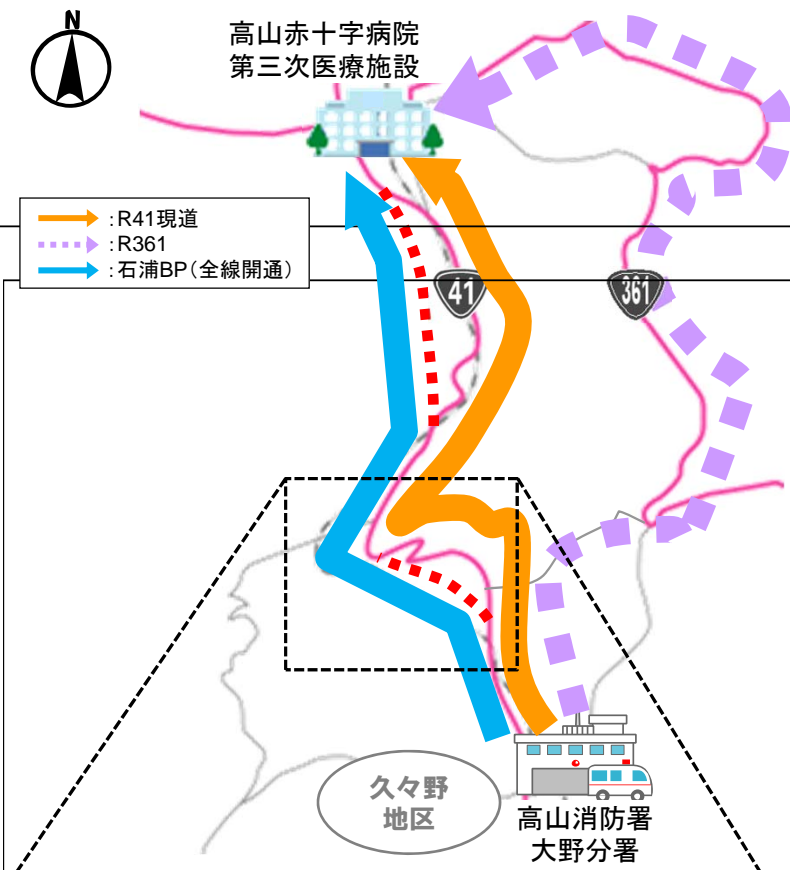 N
高山赤十字病院
第三次医療施設
:R41現道
:R361
:石浦BP(全線開通)
41
361
久々野
地区
高山消防署
大野分署